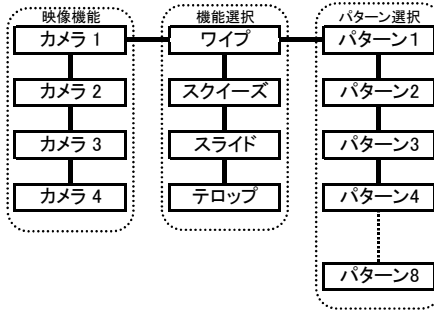 映像機能
カメラ 1
カメラ 2
カメラ 3
カメラ 4
機能選択
ワイプ
スクイーズ
スライド
テロップ
パターン選択
パターン1
パターン2
パターン3
パターン4
パターン8